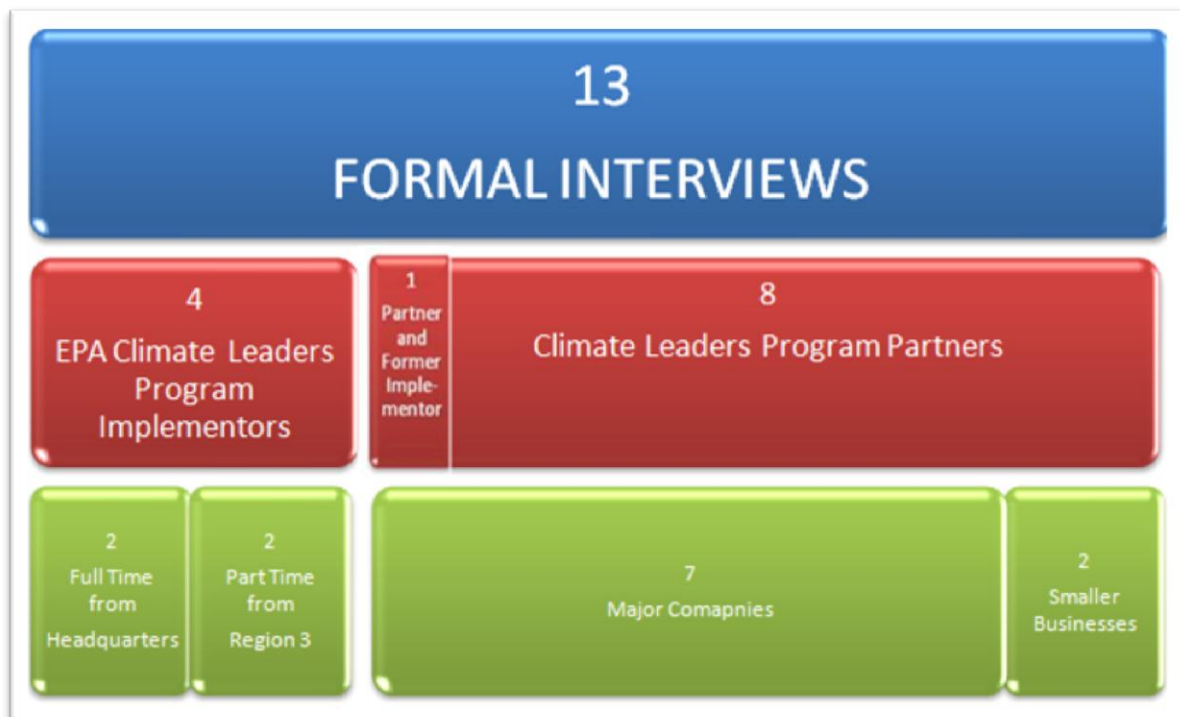 13
FORMAL INTERVIEWS
4
EPA Climate Leaders
Program
Implementors
1
Partner
and
Former
Imple-
mentor
8
Climate Leaders Program Partners
2
Full Time
from
Headquarters
2
Part Time
from
Region 3
7
Major Comapnies
2
Smaller
Businesses